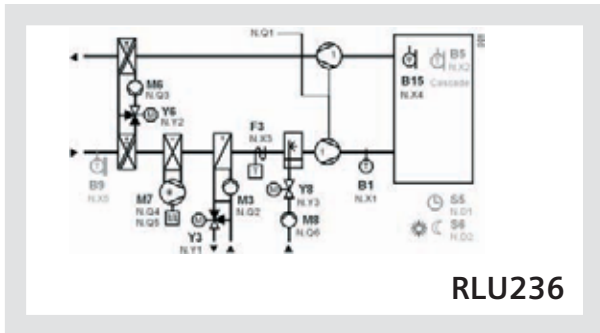 N.Q1
B5
N.X2
B15 Cascade
N.X4
M6
N.Q3
Y6
N.Y2
F3
N.X3
B9
N.X5
M7
N.Q4
N.Q5
M3
N.Q2
Y8
N.Y3
B1
N.X1
M8
N.Q6
Y3
N.Y1
S5
N.D1
S6
N.D2
RLU236